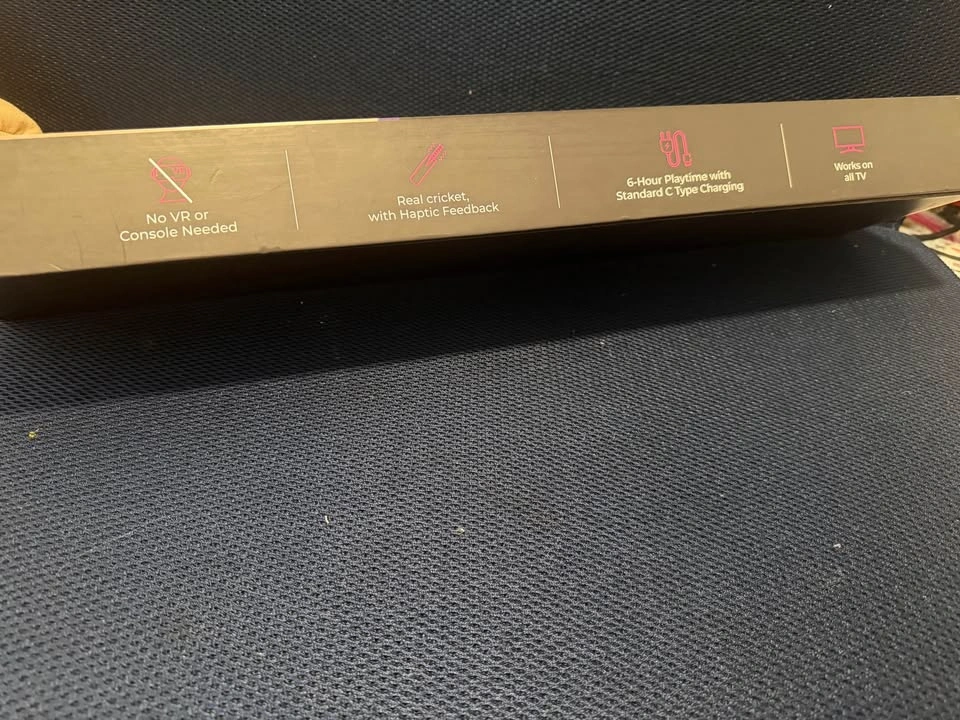 No VR or
Console Needed
Real cricket,
with Haptic Feedback
6-Hour Playtime with
Standard C Type Charging
Works on
all TV